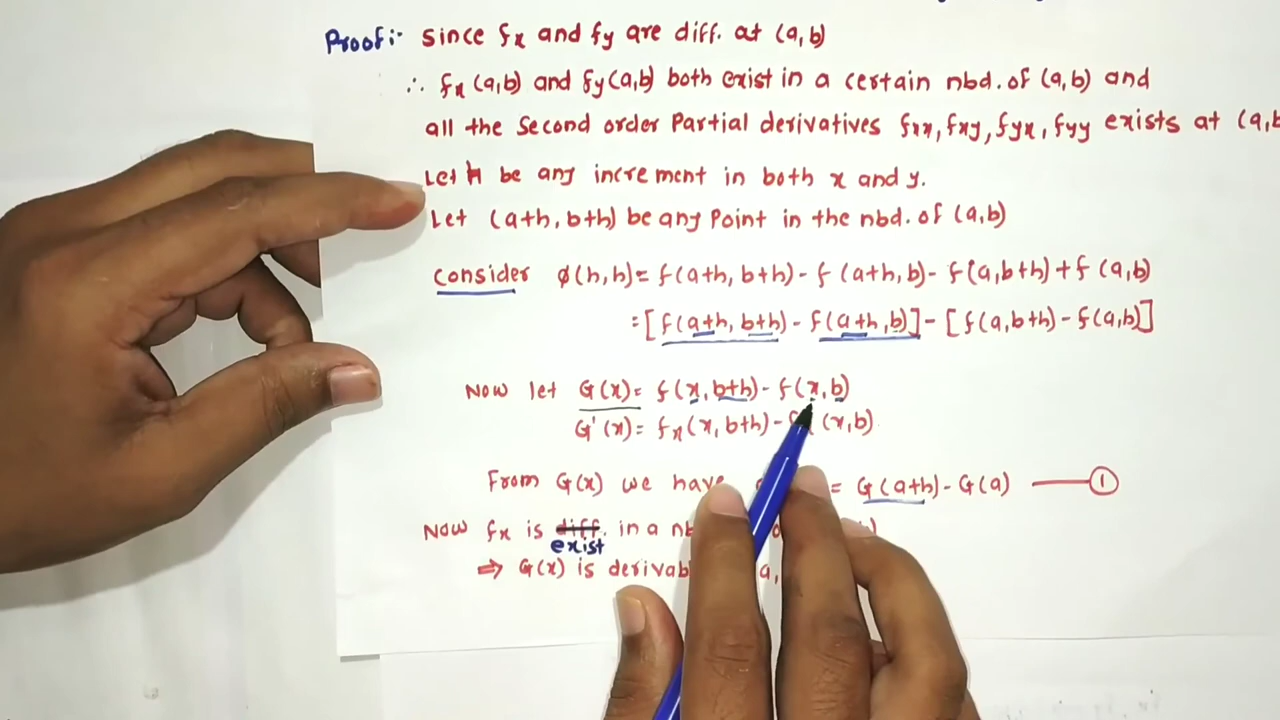 Proof:- Since fx and fy are diff. at (a,b)
∴ fx (a,b) and fy(a,b) both exist in a certain nbd. of (a,b) and
all the Second order Partial derivatives fxx, fxy, fyx, fyy exists at (a,b
Let h be any increment in both x and y.
Let (a+h, b+h) be any Point in the nbd. of (a,b)
Consider ø(h,h) = f(a+h, b+h) - f (a+h, b) - f(a,b+h) + f (a,b)
= [f(a+h, b+h) - f(a+h,b)] - [f(a,b+h) - f(a,b)]
Now let G(x) = f(x, b+h) - f(x,b)
G'(x) = fx(x, b+h) - (x,b)
From G(x) we have = G(a+h) - G(a) 1
Now fx is diff. in a
exist
⇒ G(x) is